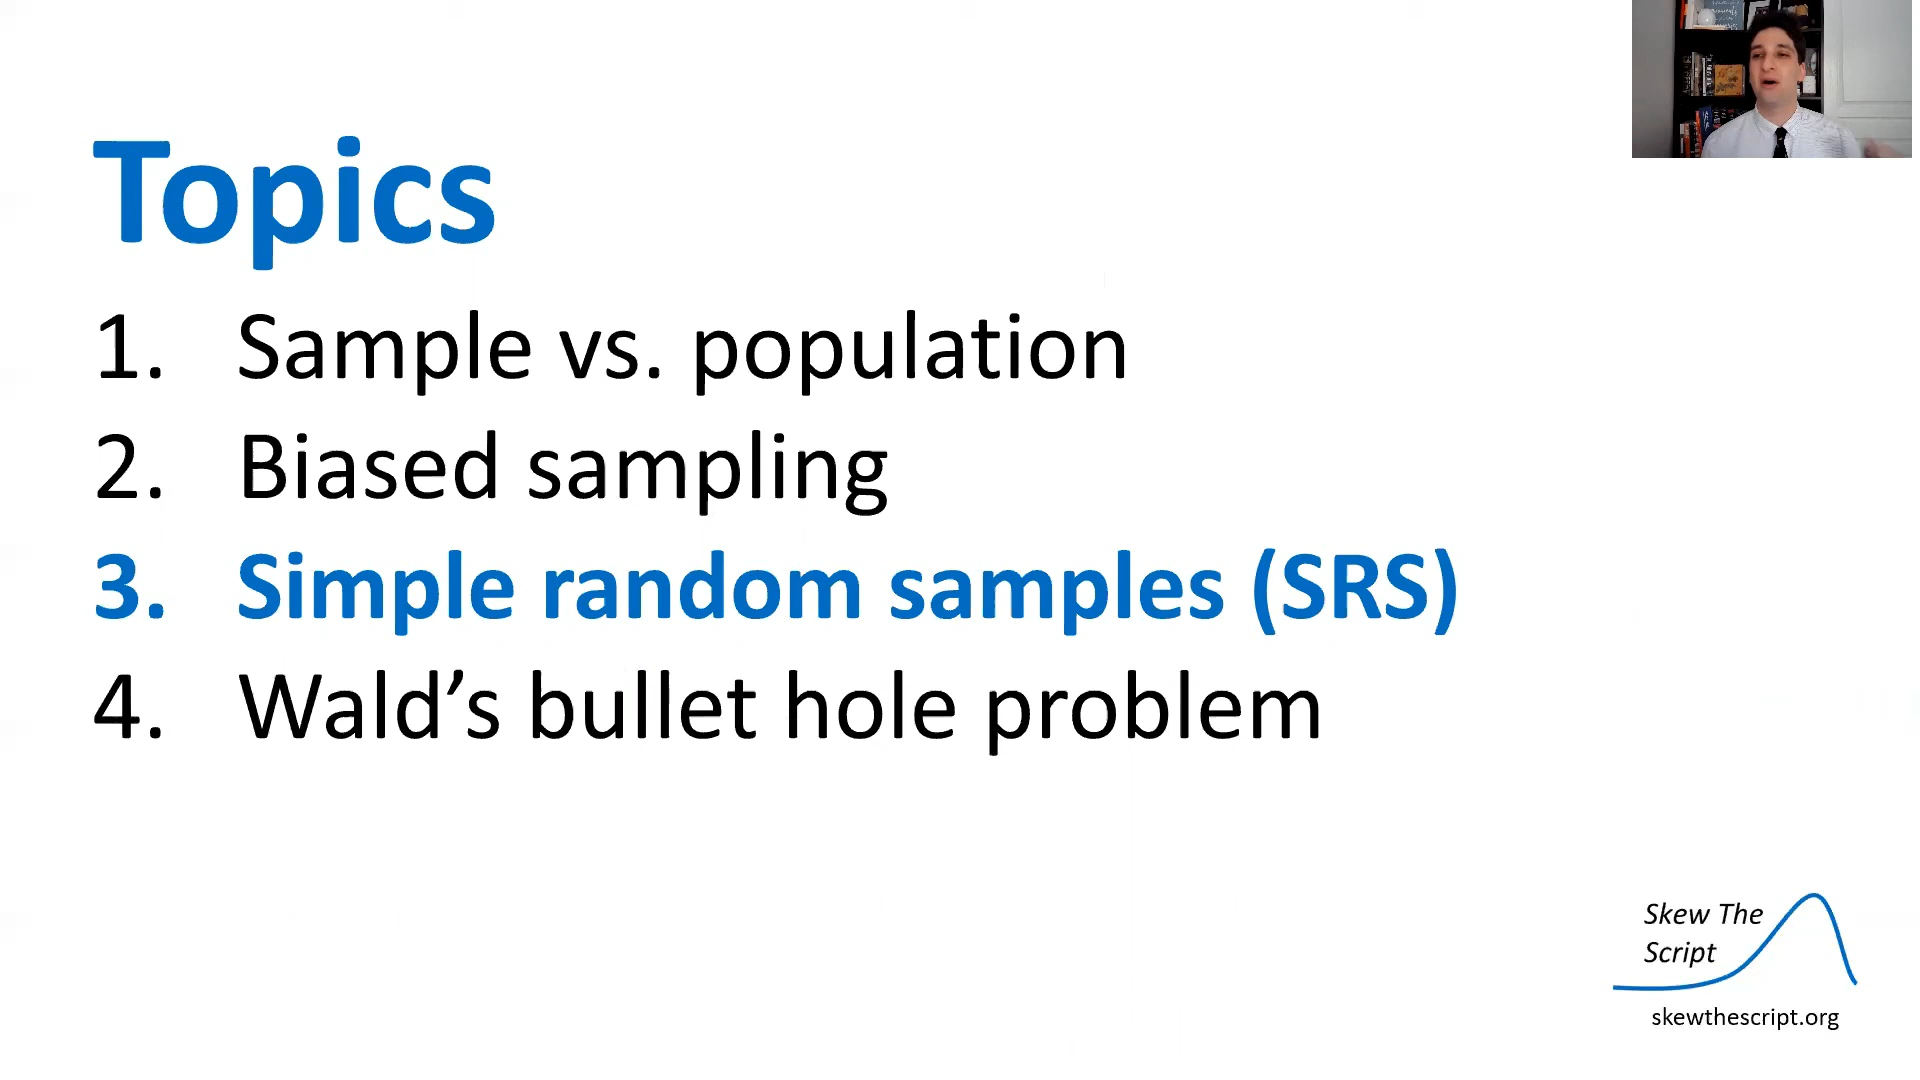 Topics
1. Sample vs. population
2. Biased sampling
3. Simple random samples (SRS)
4. Wald’s bullet hole problem
Skew The
Script
skewthescript.org